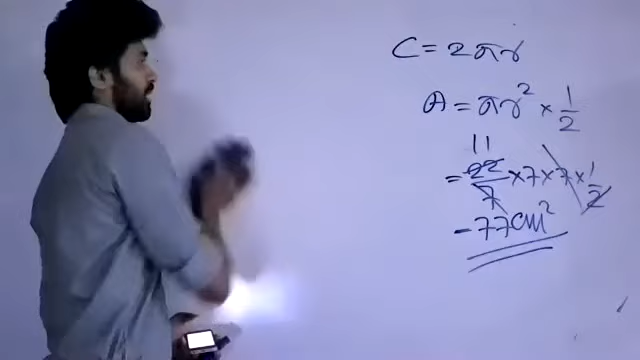 C = 2πr
A = πr² × 1/2
11
= 22/7 × 7 × 7 × 1/2
= 77cm²